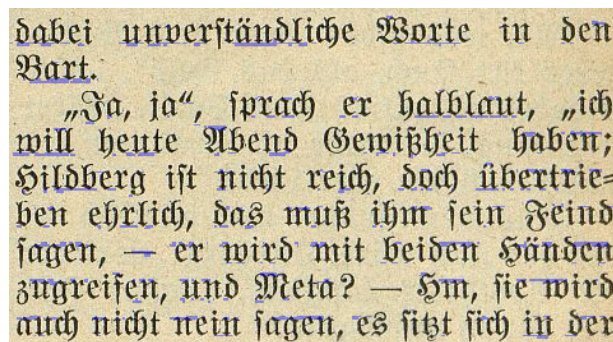 dabei unverſtändliche Worte in den
Bart.
„Ja, ja“, ſprach er halblaut, „ich
will heute Abend Gewißheit haben;
Hildberg iſt nicht reich, doch übertrie-
ben ehrlich, das muß ihm ſein Feind
ſagen, — er wird mit beiden Händen
zugreifen, und Meta? — Hm, ſie wird
auch nicht nein ſagen, es ſitzt ſich in der